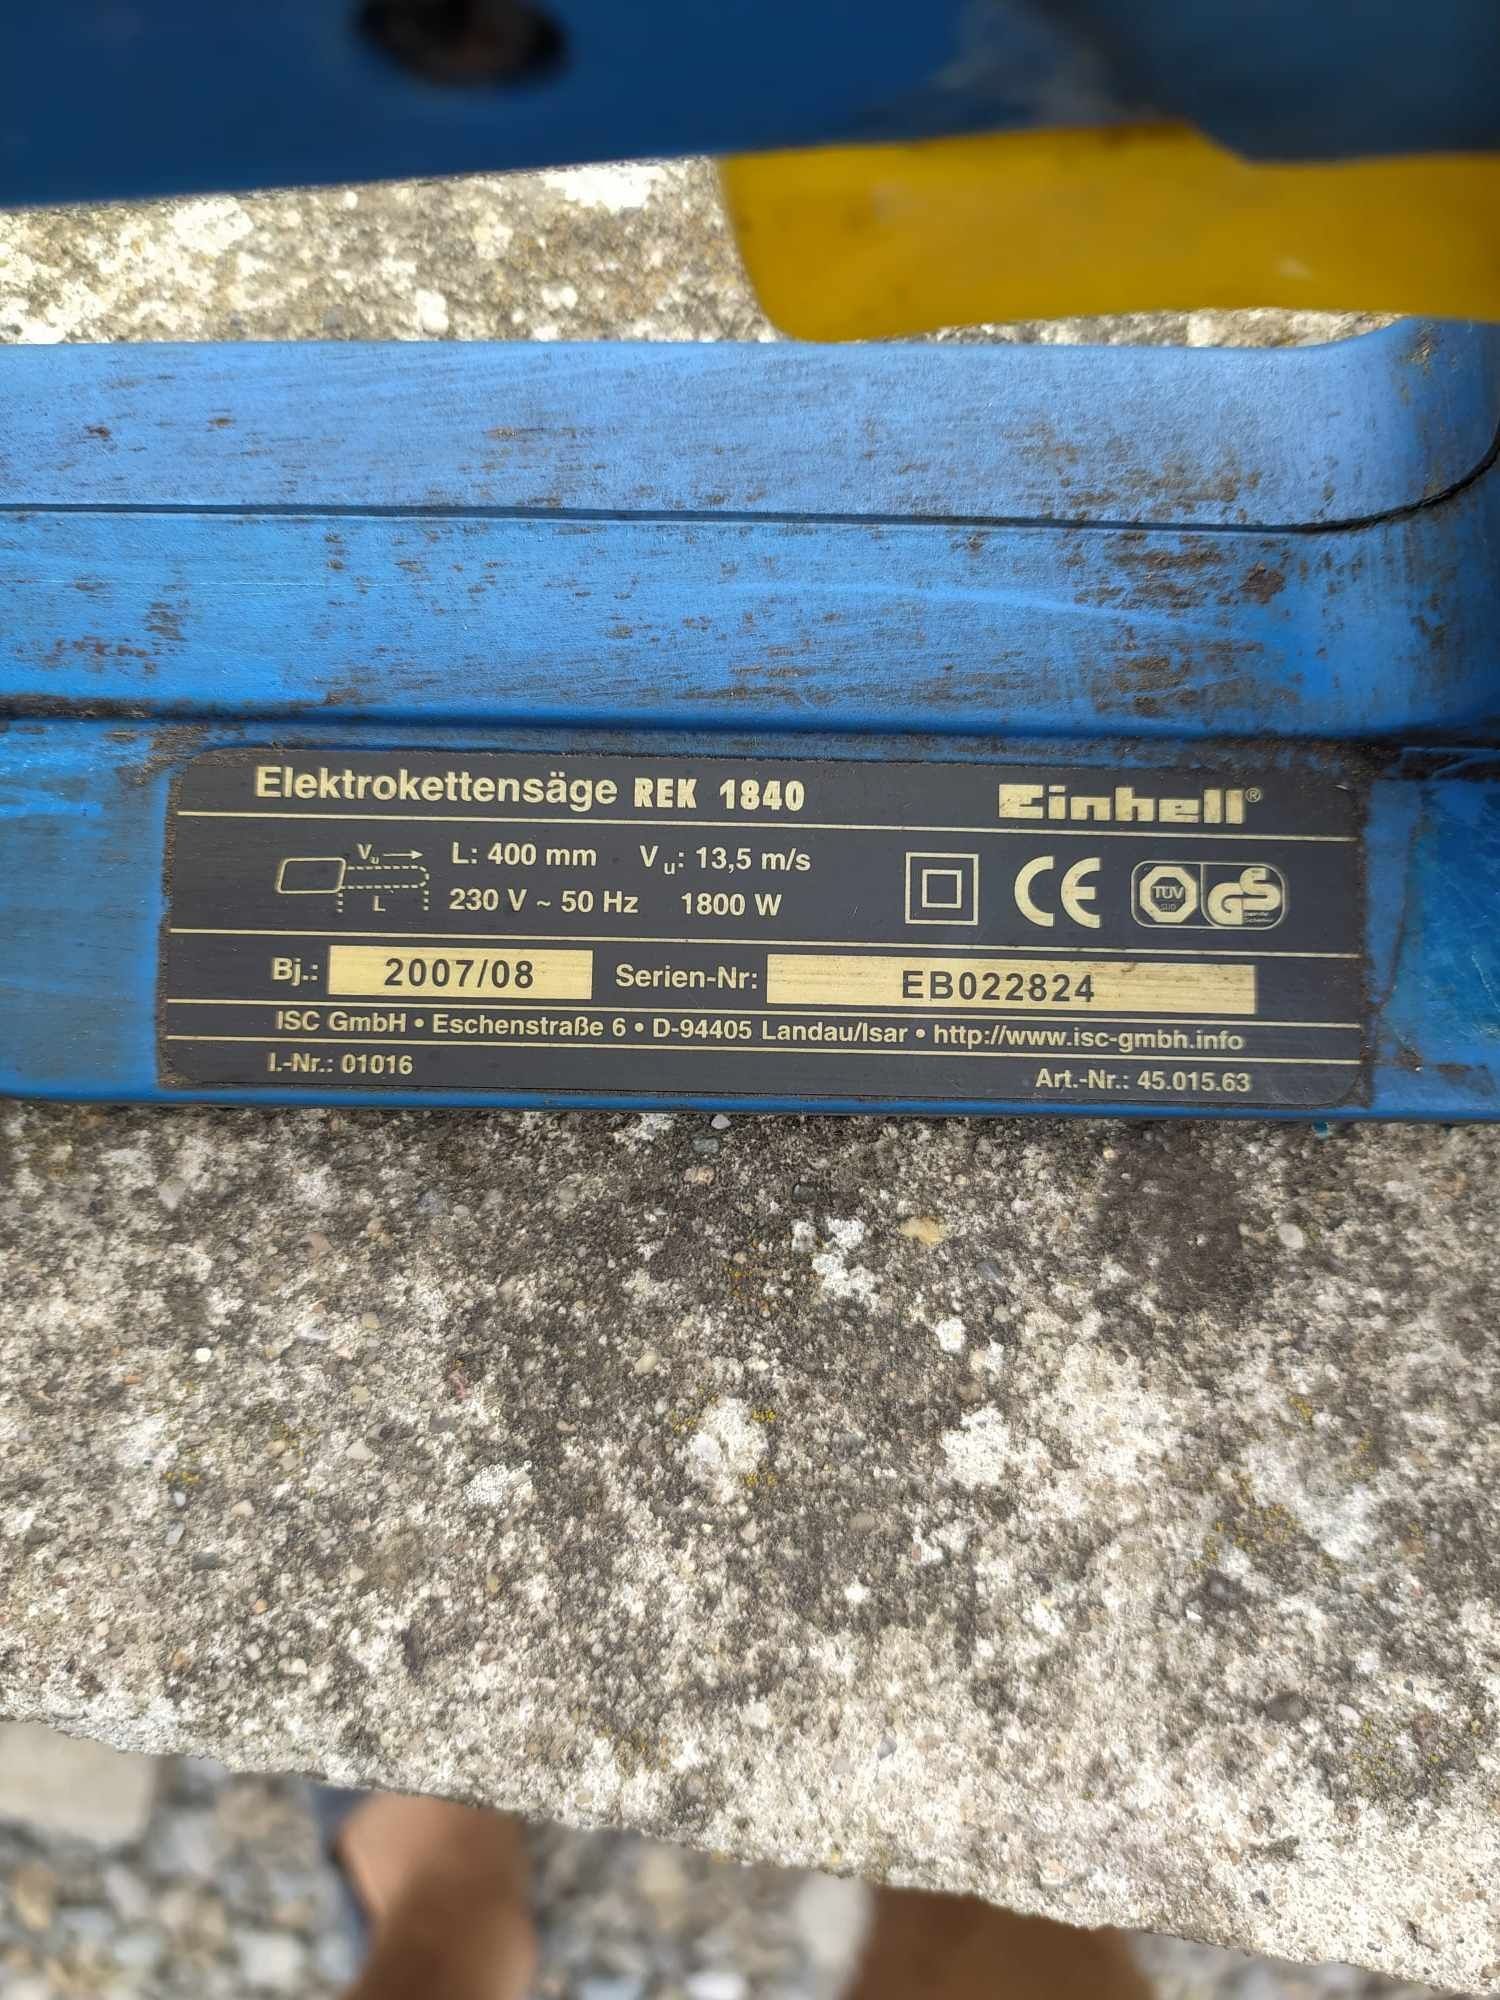 Elektrokettensäge REK 1840 Einhell®
Vu L: 400 mm Vu: 13,5 m/s
L 230 V ~ 50 Hz 1800 W CE TÜV SÜD GS
Bj.: 2007/08 Serien-Nr: EB022824
ISC GmbH • Eschenstraße 6 • D-94405 Landau/Isar • http://www.isc-gmbh.info
I.-Nr.: 01016 Art.-Nr.: 45.015.63